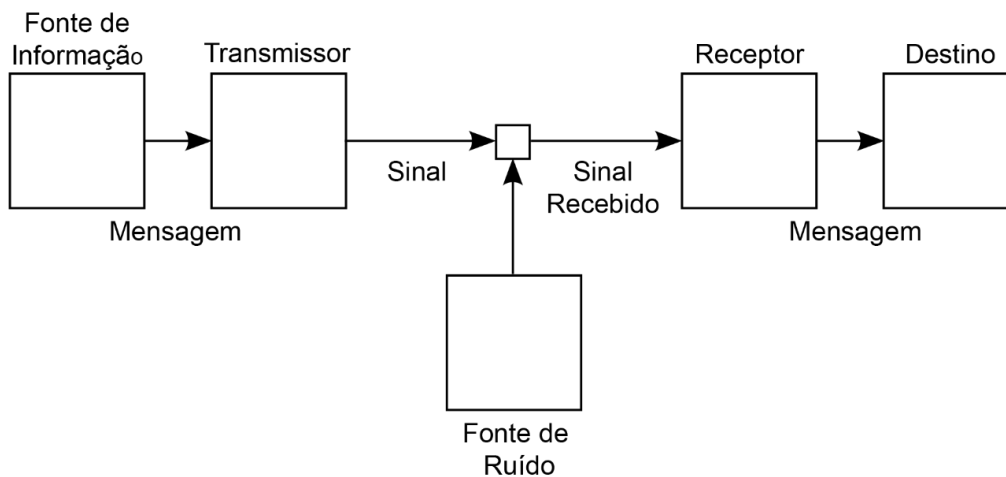 Fonte de
Informação
Transmissor
Receptor
Destino
Sinal
Sinal
Recebido
Mensagem
Mensagem
Fonte de
Ruído